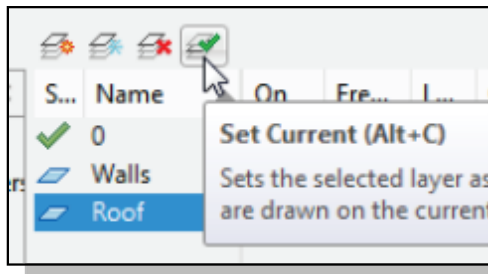 S... Name On Fre... L...
0
Walls
Roof
Set Current (Alt+C)
Sets the selected layer as
are drawn on the current